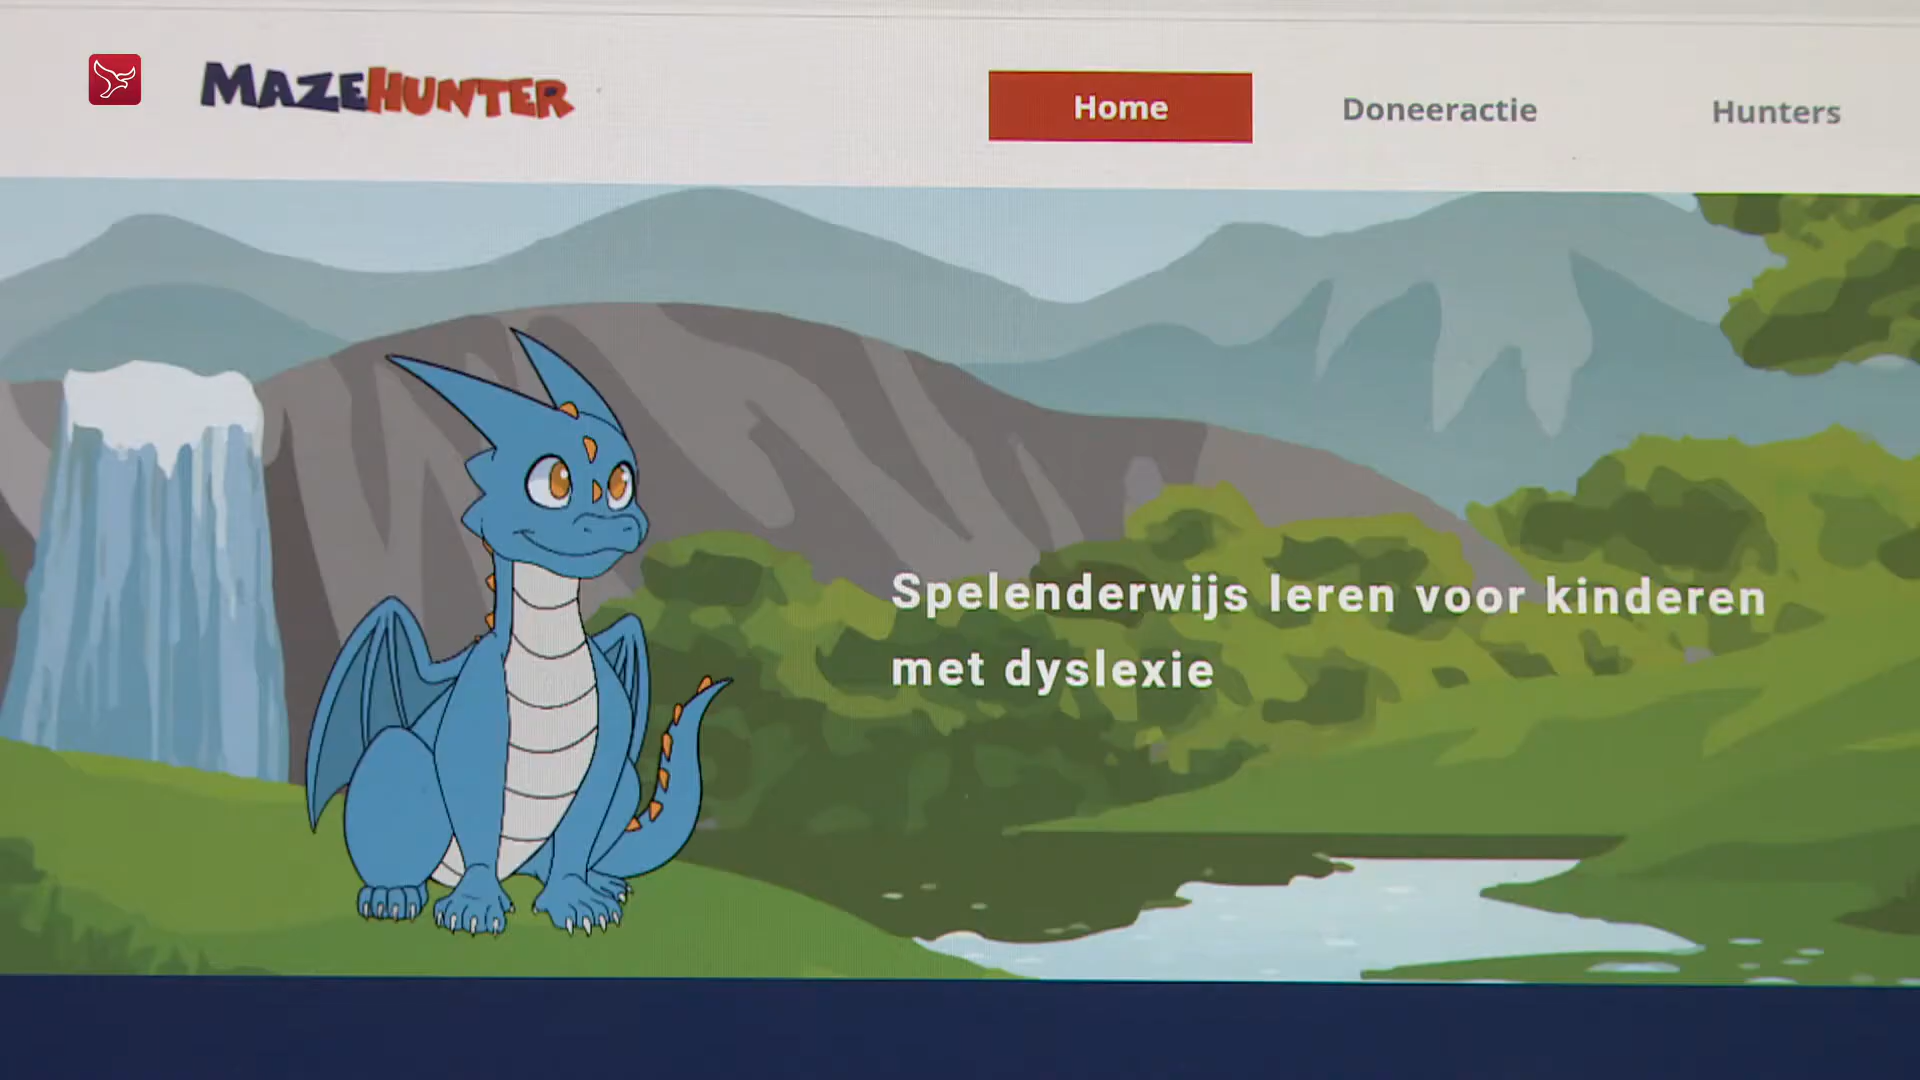 MAZEHUNTER
Home
Doneeractie
Hunters
Spelenderwijs leren voor kinderen
met dyslexie